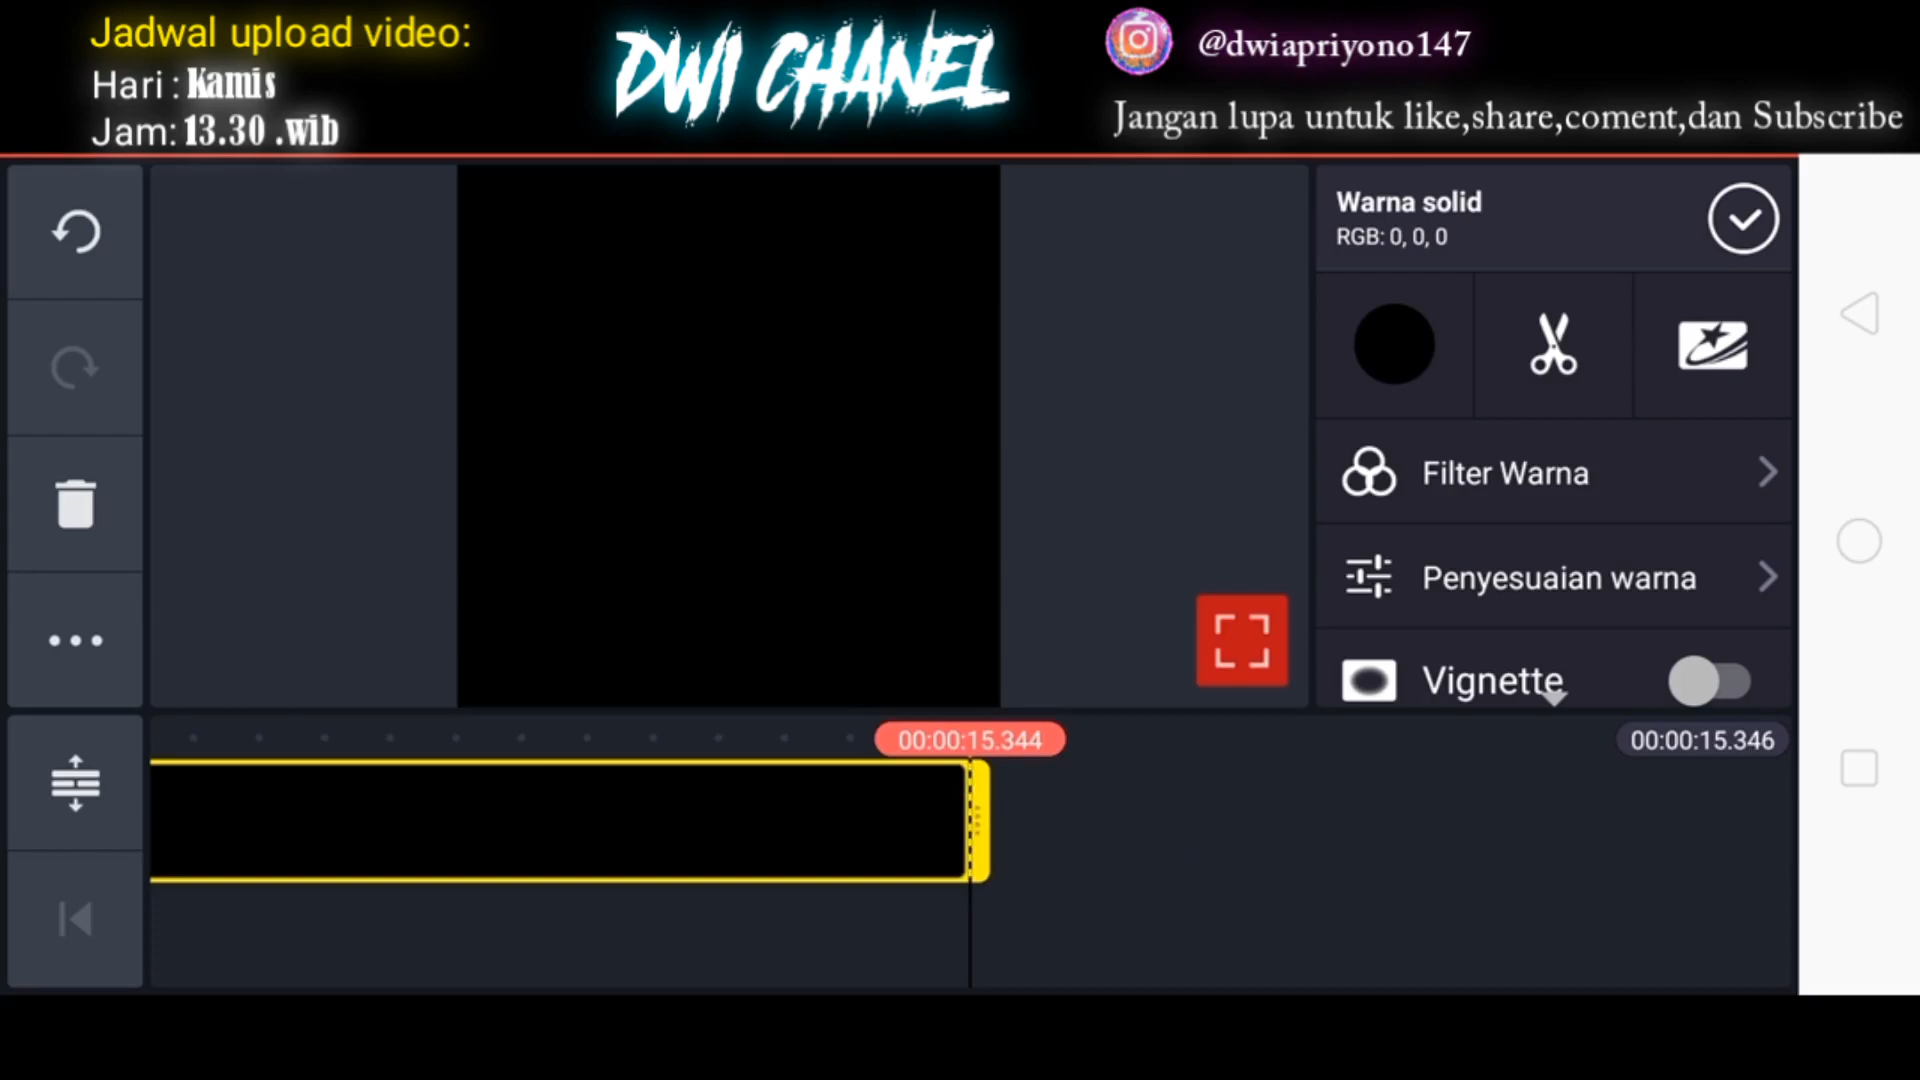 Jadwal upload video:
Hari : Kamis
Jam: 13.30 .wib
DWI CHANEL
@dwiapriyono147
Jangan lupa untuk like,share,coment,dan Subscribe
Warna solid
RGB: 0, 0, 0
Filter Warna
Penyesuaian warna
Vignette
00:00:15.344
00:00:15.346